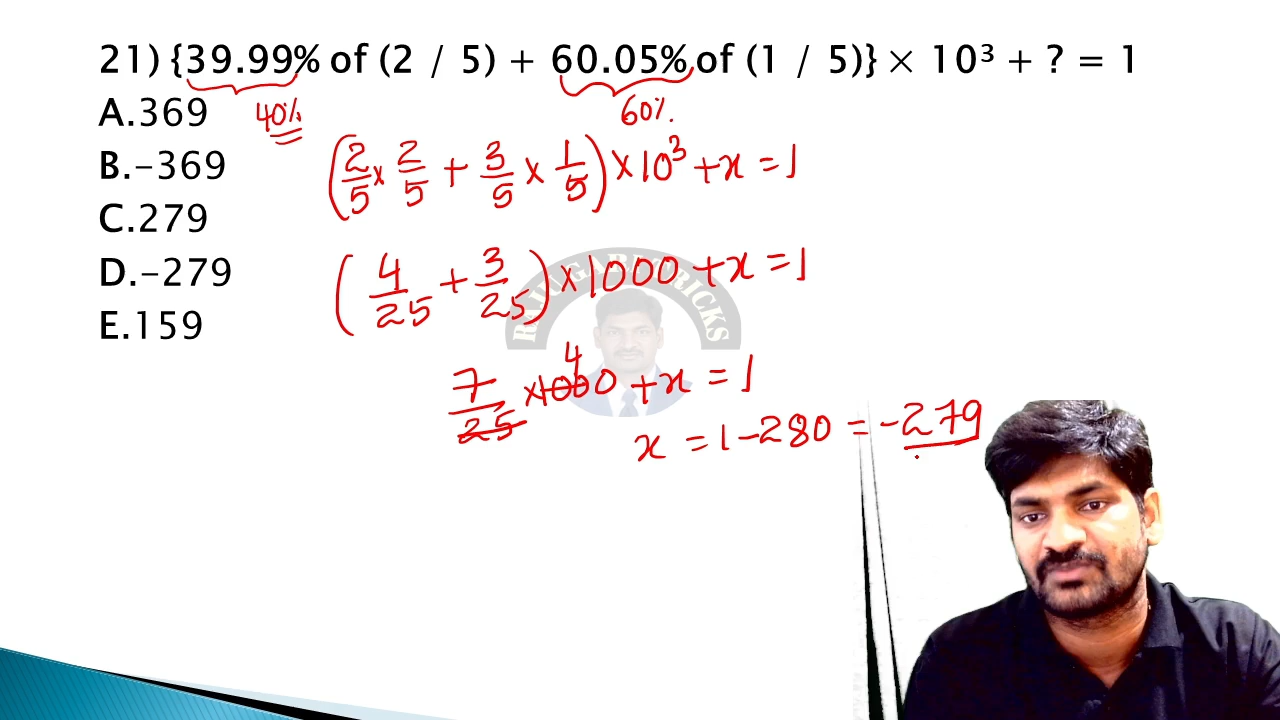 21) {39.99% of (2 / 5) + 60.05% of (1 / 5)} × 10³ + ? = 1
40% 60%
A.369
B.-369
C.279
D.-279
E.159
(2/5 × 2/5 + 3/5 × 1/5) × 10³ + x = 1
(4/25 + 3/25) × 1000 + x = 1
4
7/25 × 1000 + x = 1
x = 1 - 280 = -279